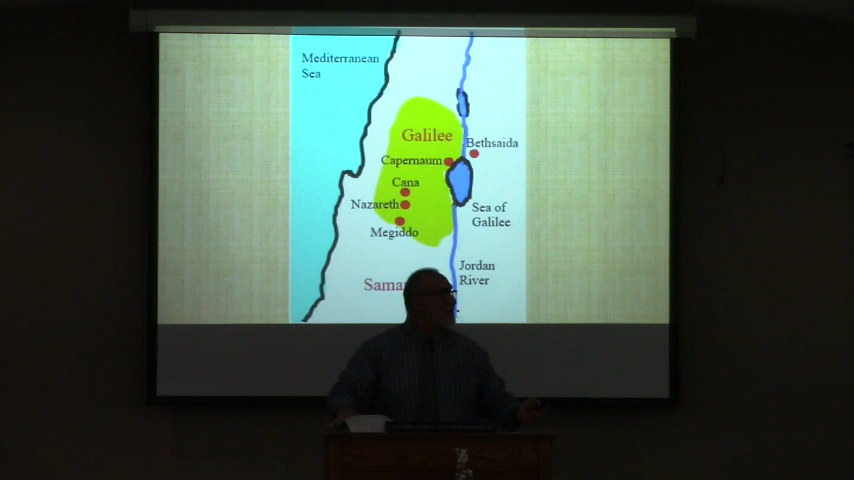 Mediterranean
Sea
Galilee
Bethsaida
Capernaum
Cana
Nazareth
Sea of
Galilee
Megiddo
Jordan
River